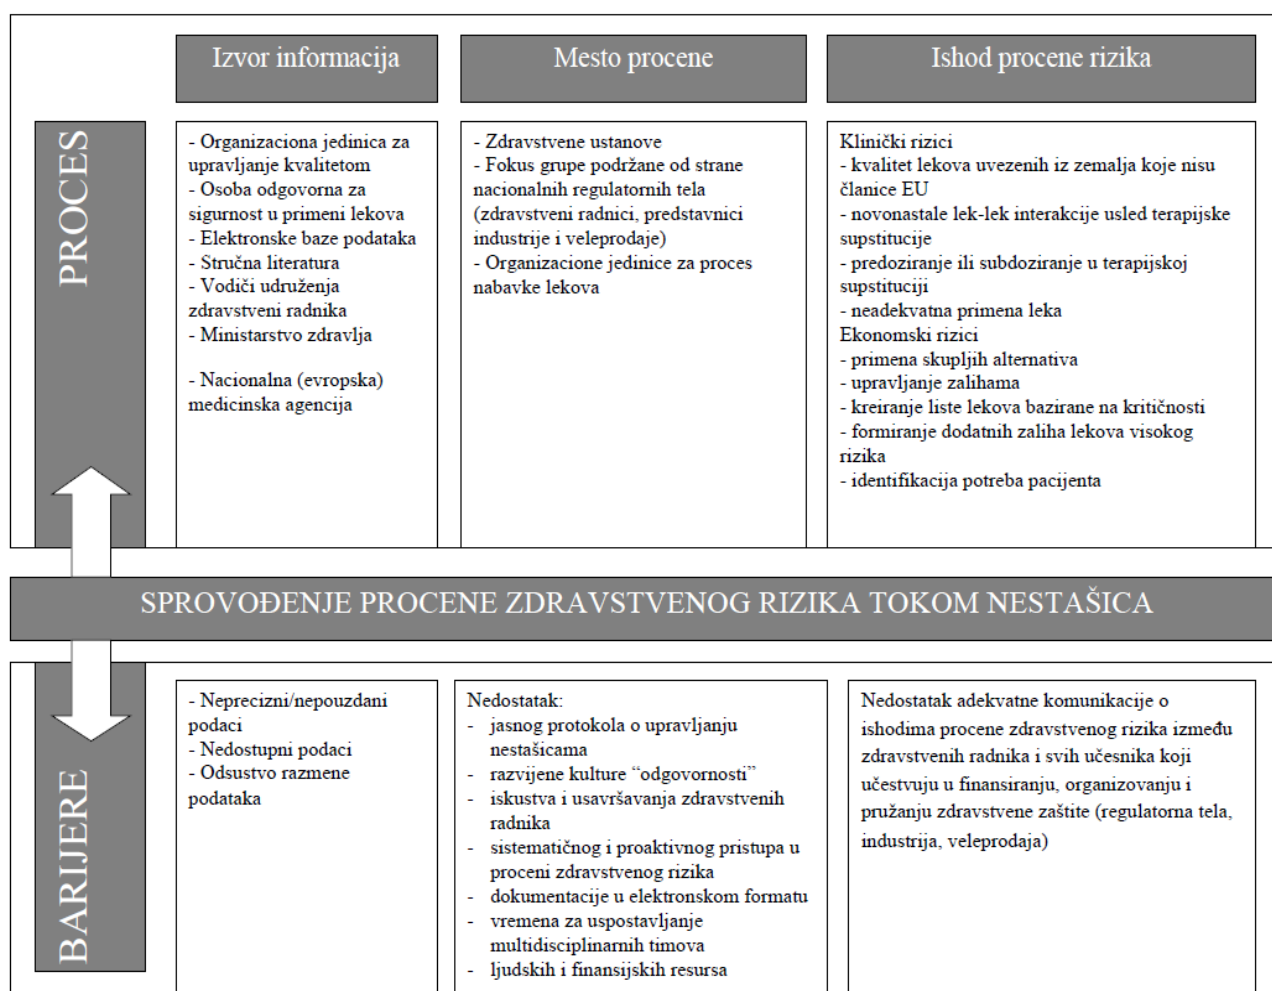 Izvor informacija
Mesto procene
Ishod procene rizika
PROCES
- Organizaciona jedinica za
upravljanje kvalitetom
- Osoba odgovorna za
sigurnost u primeni lekova
- Elektronske baze podataka
- Stručna literatura
- Vodiči udruženja
zdravstveni radnika
- Ministarstvo zdravlja
- Nacionalna (evropska)
medicinska agencija
- Zdravstvene ustanove
- Fokus grupe podržane od strane
nacionalnih regulatornih tela
(zdravstveni radnici, predstavnici
industrije i veleprodaje)
- Organizacione jedinice za proces
nabavke lekova
Klinički rizici
- kvalitet lekova uvezenih iz zemalja koje nisu
članice EU
- novonastale lek-lek interakcije usled terapijske
supstitucije
- predoziranje ili subdoziranje u terapijskoj
supstituciji
- neadekvatna primena leka
Ekonomski rizici
- primena skupljih alternativa
- upravljanje zalihama
- kreiranje liste lekova bazirane na kritičnosti
- formiranje dodatnih zaliha lekova visokog
rizika
- identifikacija potreba pacijenta
SPROVOĐENJE PROCENE ZDRAVSTVENOG RIZIKA TOKOM NESTAŠICA
BARIJERE
- Neprecizni/nepouzdani
podaci
- Nedostupni podaci
- Odsustvo razmene
podataka
Nedostatak:
- jasnog protokola o upravljanju
nestašicama
- razvijene kulture “odgovornosti”
- iskustva i usavršavanja zdravstvenih
radnika
- sistematičnog i proaktivnog pristupa u
proceni zdravstvenog rizika
- dokumentacije u elektronskom formatu
- vremena za uspostavljanje
multidisciplinarnih timova
- ljudskih i finansijskih resursa
Nedostatak adekvatne komunikacije o
ishodima procene zdravstvenog rizika između
zdravstvenih radnika i svih učesnika koji
učestvuju u finansiranju, organizovanju i
pružanju zdravstvene zaštite (regulatorna tela,
industrija, veleprodaja)